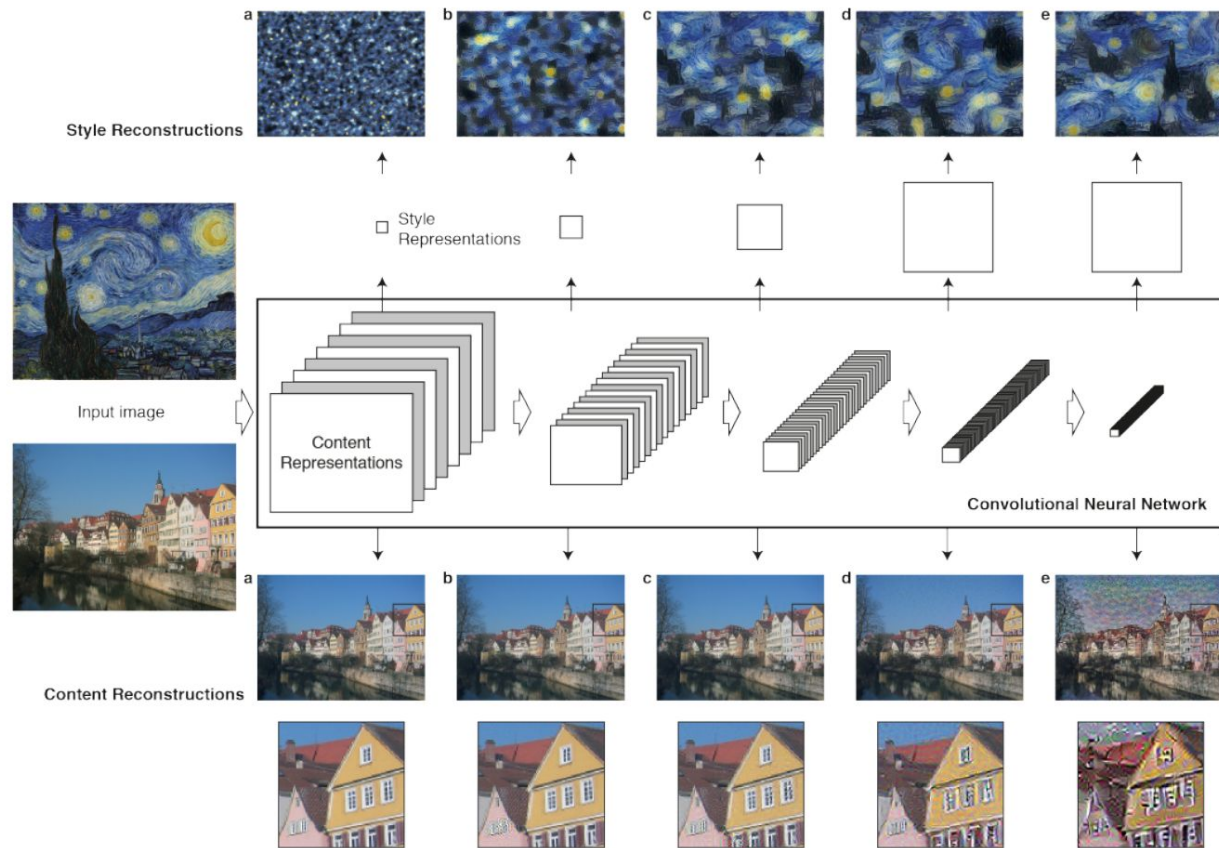 a
b
c
d
e
Style Reconstructions
Style
Representations
Input image
Content
Representations
Convolutional Neural Network
a
b
c
d
e
Content Reconstructions